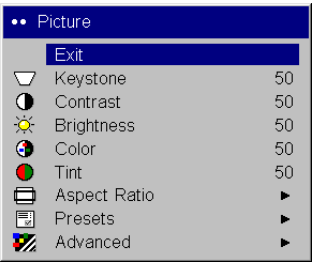 Picture
Exit
Keystone 50
Contrast 50
Brightness 50
Color 50
Tint 50
Aspect Ratio
Presets
Advanced